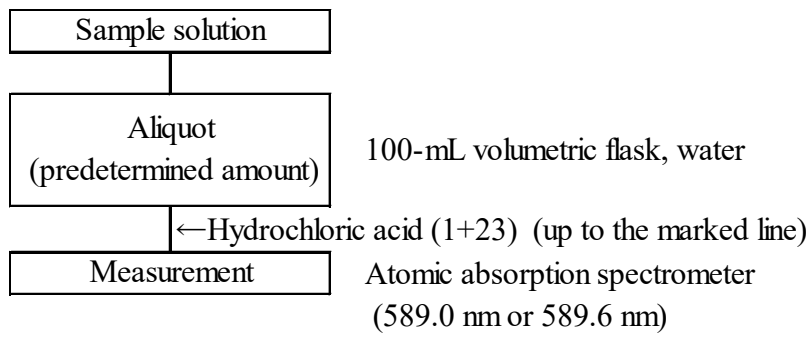 Sample solution
Aliquot
(predetermined amount)
100-mL volumetric flask, water
←Hydrochloric acid (1+23) (up to the marked line)
Measurement
Atomic absorption spectrometer
(589.0 nm or 589.6 nm)